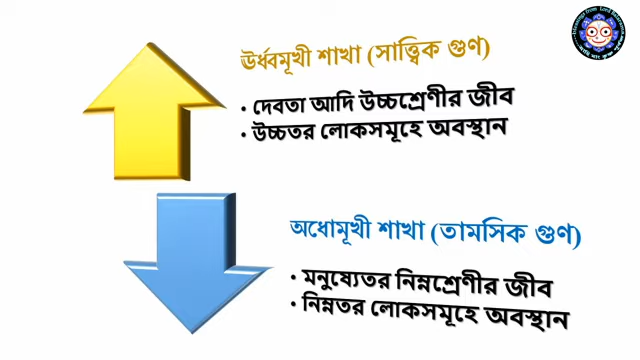 ঊর্ধ্বমূখী শাখা (সাত্ত্বিক গুণ)
• দেবতা আদি উচ্চশ্রেণীর জীব
• উচ্চতর লোকসমূহে অবস্থান
অধোমূখী শাখা (তামসিক গুণ)
• মনুষ্যেতর নিম্নশ্রেণীর জীব
• নিম্নতর লোকসমূহে অবস্থান